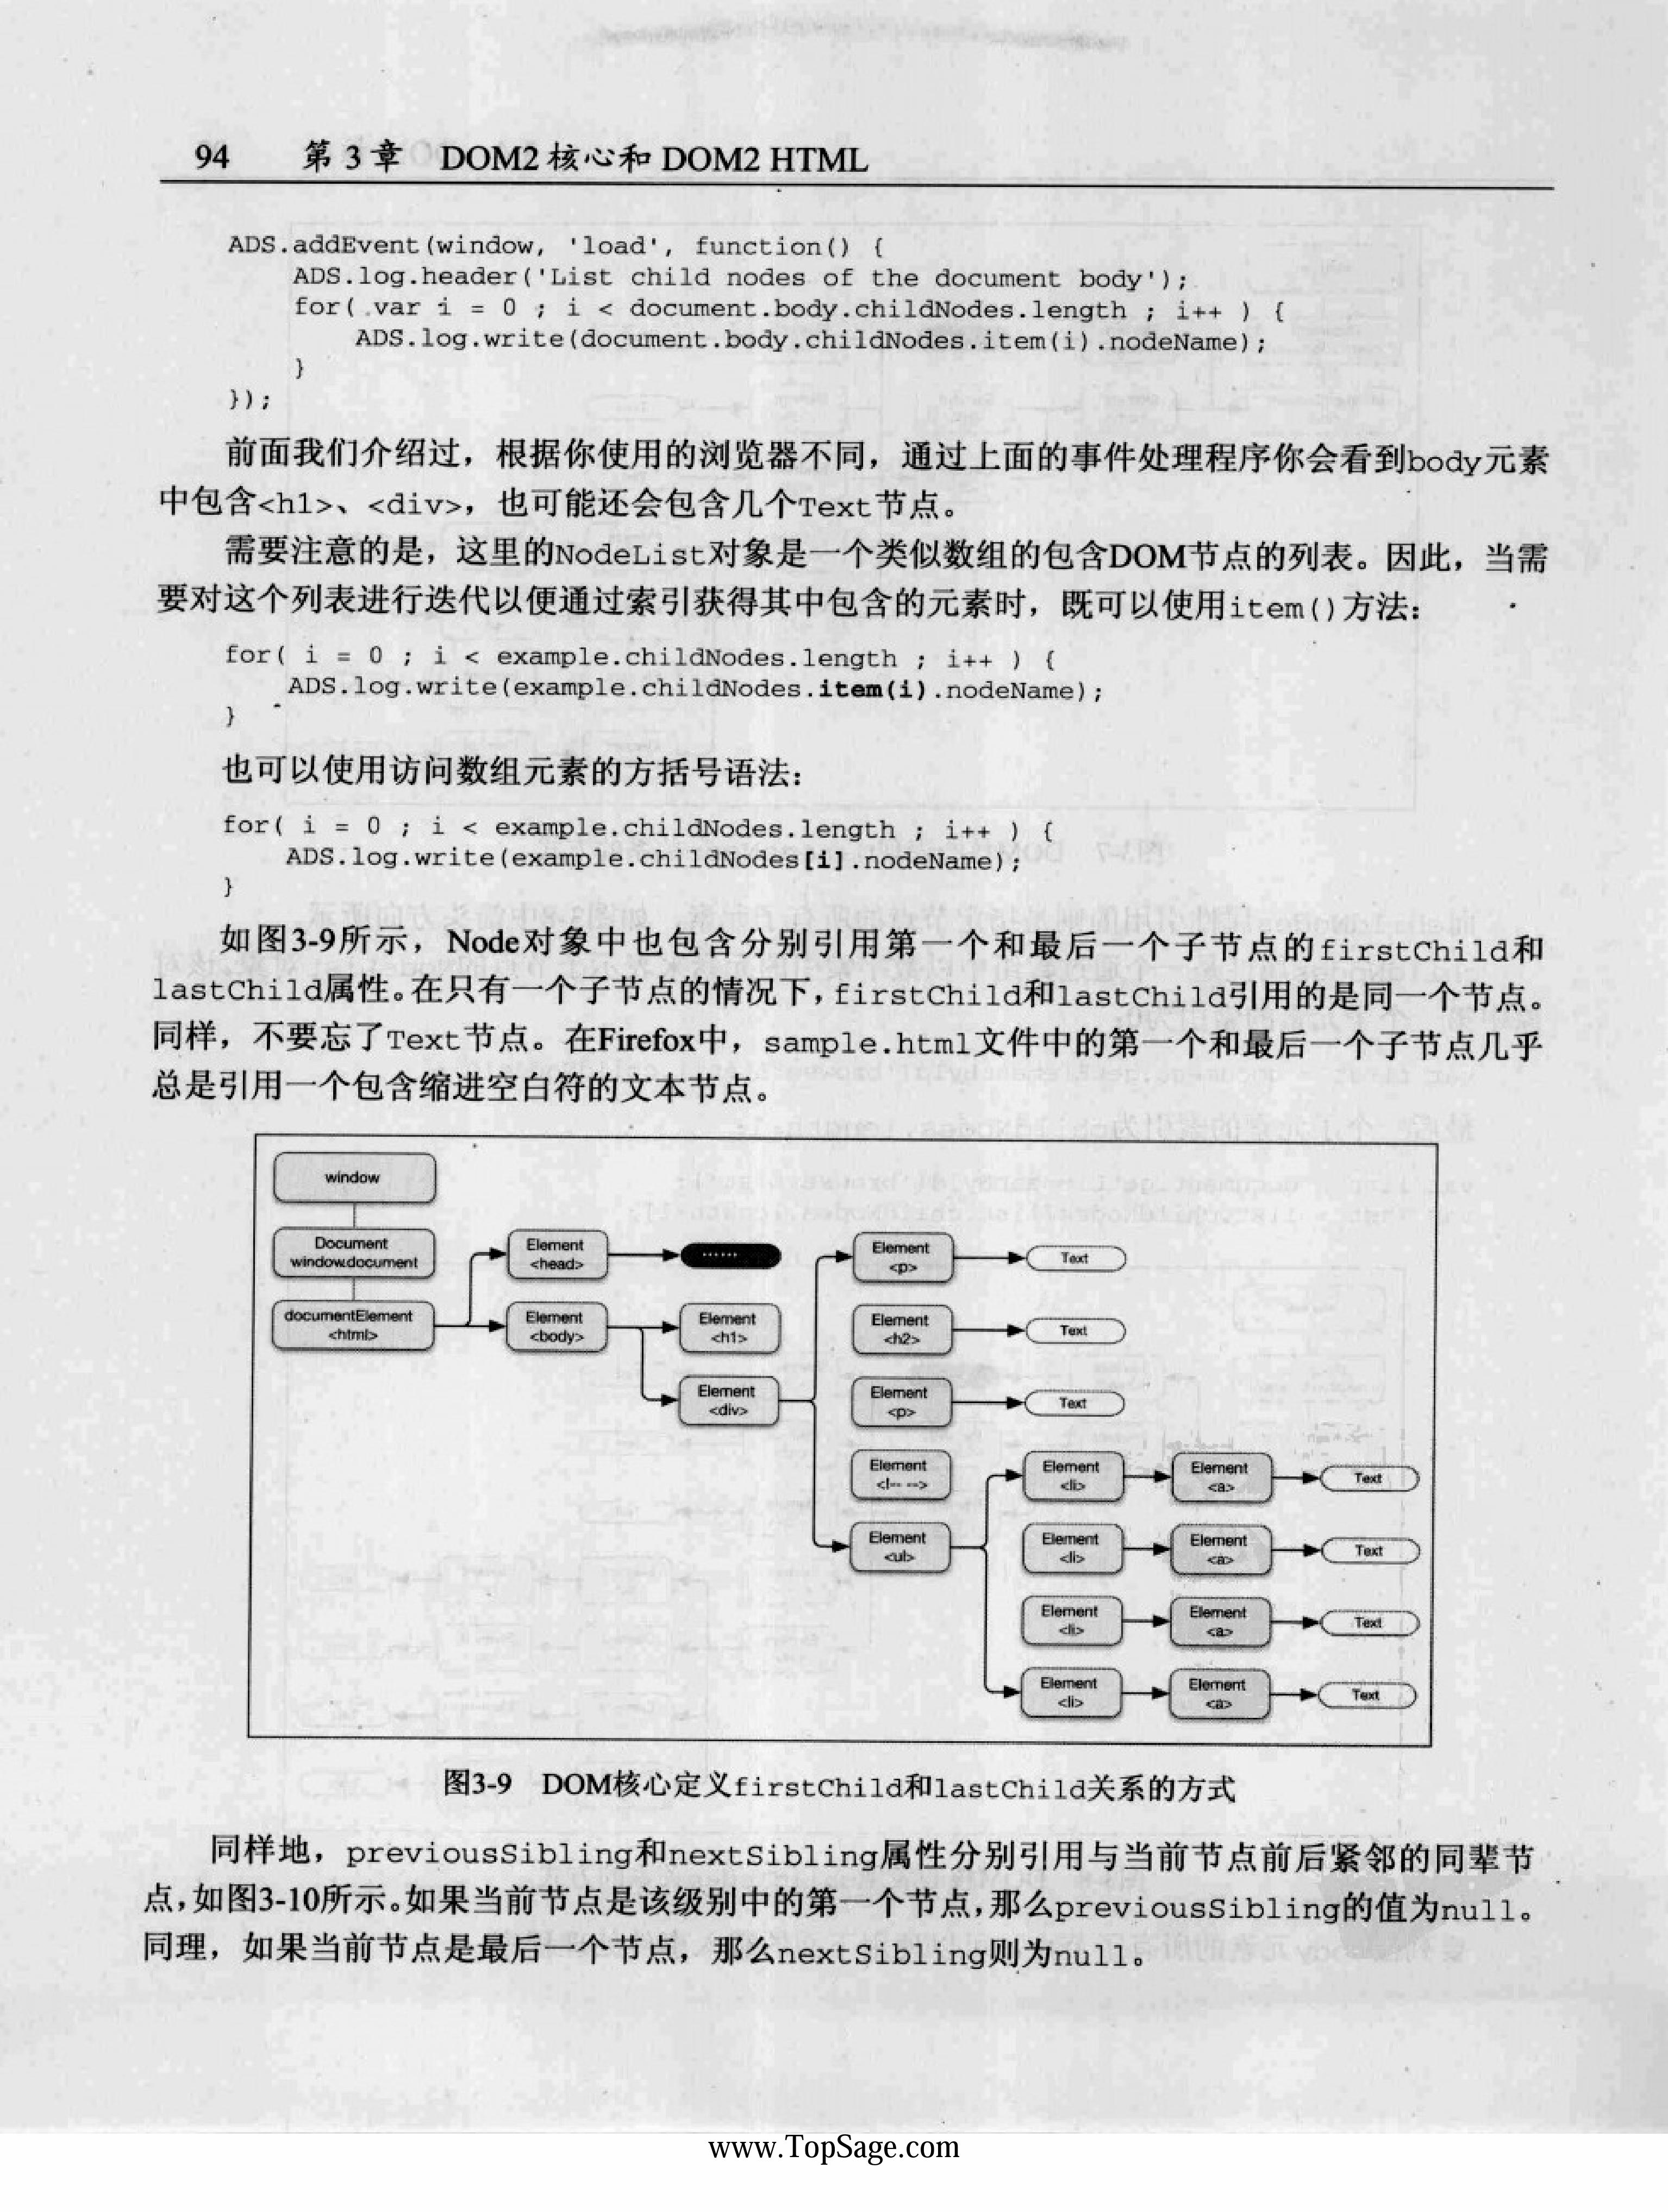 94 第 3 章 DOM2 核心和 DOM2 HTML
ADS.addEvent(window, 'load', function() {
ADS.log.header('List child nodes of the document body');
for( var i = 0 ; i < document.body.childNodes.length ; i++ ) {
ADS.log.write(document.body.childNodes.item(i).nodeName);
}
});
前面我们介绍过，根据你使用的浏览器不同，通过上面的事件处理程序你会看到body元素
中包含<h1>、<div>，也可能还会包含几个Text节点。
需要注意的是，这里的NodeList对象是一个类似数组的包含DOM节点的列表。因此，当需
要对这个列表进行迭代以便通过索引获得其中包含的元素时，既可以使用item()方法：
for( i = 0 ; i < example.childNodes.length ; i++ ) {
ADS.log.write(example.childNodes.item(i).nodeName);
}
也可以使用访问数组元素的方括号语法：
for( i = 0 ; i < example.childNodes.length ; i++ ) {
ADS.log.write(example.childNodes[i].nodeName);
}
如图3-9所示，Node对象中也包含分别引用第一个和最后一个子节点的firstChild和
lastChild属性。在只有一个子节点的情况下，firstChild和lastChild引用的是同一个节点。
同样，不要忘了Text节点。在Firefox中，sample.html文件中的第一个和最后一个子节点几乎
总是引用一个包含缩进空白符的文本节点。
window
Document
window.document
documentElement
<html>
Element
<head>
......
Element
<body>
Element
<h1>
Element
<div>
Element
<p>
Text
Element
<h2>
Text
Element
<p>
Text
Element
<!-- -->
Element
<ul>
Element
<li>
Element
<a>
Text
Element
<li>
Element
<a>
Text
Element
<li>
Element
<a>
Text
Element
<li>
Element
<a>
Text
图3-9 DOM核心定义firstChild和lastChild关系的方式
同样地，previousSibling和nextSibling属性分别引用与当前节点前后紧邻的同辈节
点，如图3-10所示。如果当前节点是该级别中的第一个节点，那么previousSibling的值为null。
同理，如果当前节点是最后一个节点，那么nextSibling则为null。
www.TopSage.com